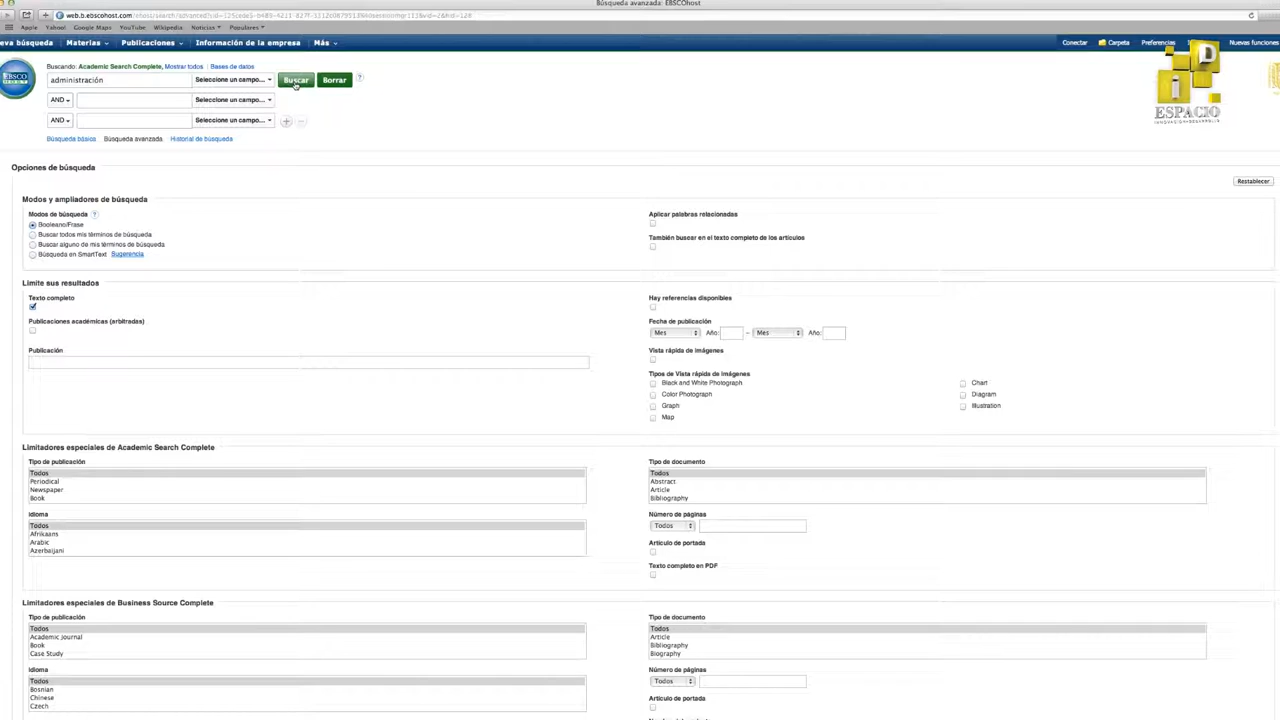 Búsqueda avanzada: EBSCOhost
web.b.ebscohost.com
Apple Yahoo! Google Maps YouTube Wikipedia Noticias Populares
eva búsqueda Materias Publicaciones Información de la empresa Más Conectar Carpeta Preferencias Nuevas funciones
EBSCO HOST
Buscando: Academic Search Complete, Mostrar todos Bases de datos
administración Seleccione un campo... Buscar Borrar ?
AND Seleccione un campo...
AND Seleccione un campo...
Búsqueda básica Búsqueda avanzada Historial de búsqueda
iD
ESPACIO
Opciones de búsqueda
Restablecer
Modos y ampliadores de búsqueda
Modos de búsqueda ?
Booleano/Frase
Buscar todos mis términos de búsqueda
Buscar alguno de mis términos de búsqueda
Búsqueda en SmartText Sugerencia
Aplicar palabras relacionadas
También buscar en el texto completo de los artículos
Limite sus resultados
Texto completo
Publicaciones académicas (arbitradas)
Publicación
Hay referencias disponibles
Fecha de publicación
Mes Año: – Mes Año:
Vista rápida de imágenes
Tipos de Vista rápida de imágenes
Black and White Photograph Chart
Color Photograph Diagram
Graph Illustration
Map
Limitadores especiales de Academic Search Complete
Tipo de publicación
Todos
Periodical
Newspaper
Book
Idioma
Todos
Afrikaans
Arabic
Azerbaijani
Tipo de documento
Todos
Abstract
Article
Bibliography
Número de páginas
Todos
Artículo de portada
Texto completo en PDF
Limitadores especiales de Business Source Complete
Tipo de publicación
Todos
Academic Journal
Book
Case Study
Idioma
Todos
Bosnian
Chinese
Czech
Tipo de documento
Todos
Article
Bibliography
Biography
Número de páginas
Todos
Artículo de portada